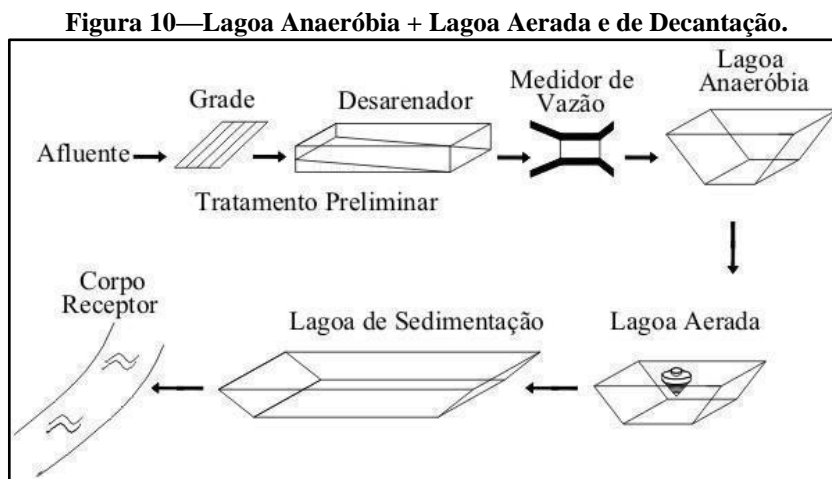 Figura 10—Lagoa Anaeróbia + Lagoa Aerada e de Decantação.
Afluente
Grade
Desarenador
Medidor de
Vazão
Lagoa
Anaeróbia
Tratamento Preliminar
Corpo
Receptor
Lagoa de Sedimentação
Lagoa Aerada